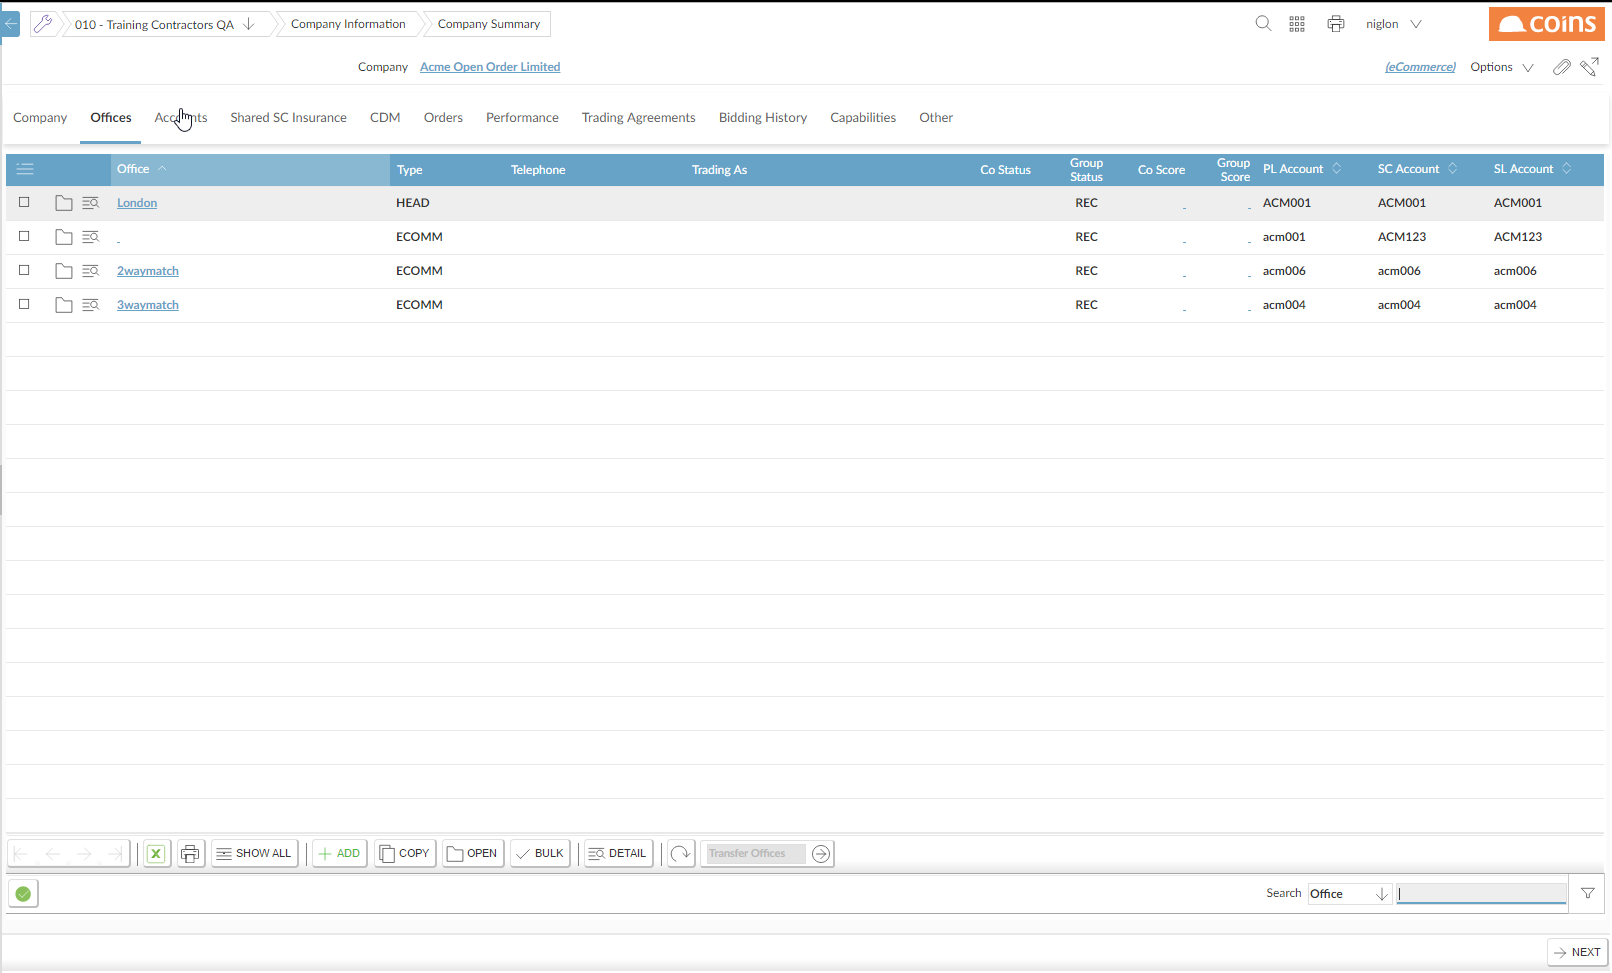 010 - Training Contractors QA Company Information Company Summary niglon coins
Company Acme Open Order Limited (eCommerce) Options
Company Offices Accounts Shared SC Insurance CDM Orders Performance Trading Agreements Bidding History Capabilities Other
Office Type Telephone Trading As Co Status Group Status Co Score Group Score PL Account SC Account SL Account
London HEAD REC - - ACM001 ACM001 ACM001
- ECOMM REC - - acm001 ACM123 ACM123
2waymatch ECOMM REC - - acm006 acm006 acm006
3waymatch ECOMM REC - - acm004 acm004 acm004
SHOW ALL ADD COPY OPEN BULK DETAIL Transfer Offices
Search Office
NEXT